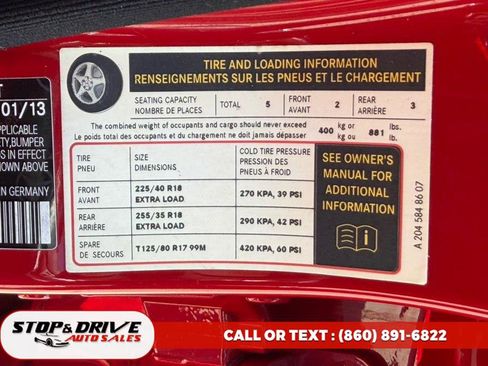 T
01/13
APPLICABLE
ETY, BUMPER
DS IN EFFECT
HOWN ABOVE
N GERMANY
TIRE AND LOADING INFORMATION
RENSEIGNEMENTS SUR LES PNEUS ET LE CHARGEMENT
SEATING CAPACITY
NOMBRE DE PLACES
TOTAL 5
FRONT
AVANT
2
REAR
ARRIÈRE
3
The combined weight of occupants and cargo should never exceed
Le poids total des occupants et du chargement ne doit jamais dépasser
400 kg or
kg ou
881 lbs.
lb.
TIRE
PNEU
SIZE
DIMENSIONS
COLD TIRE PRESSURE
PRESSION DES
PNEUS À FROID
FRONT
AVANT
225/40 R18
EXTRA LOAD
270 KPA, 39 PSI
REAR
ARRIÈRE
255/35 R18
EXTRA LOAD
290 KPA, 42 PSI
SPARE
DE SECOURS
T125/80 R17 99M
420 KPA, 60 PSI
SEE OWNER'S
MANUAL FOR
ADDITIONAL
INFORMATION
A 204 584 86 07
STOP & DRIVE
AUTO SALES
CALL OR TEXT : (860) 891-6822